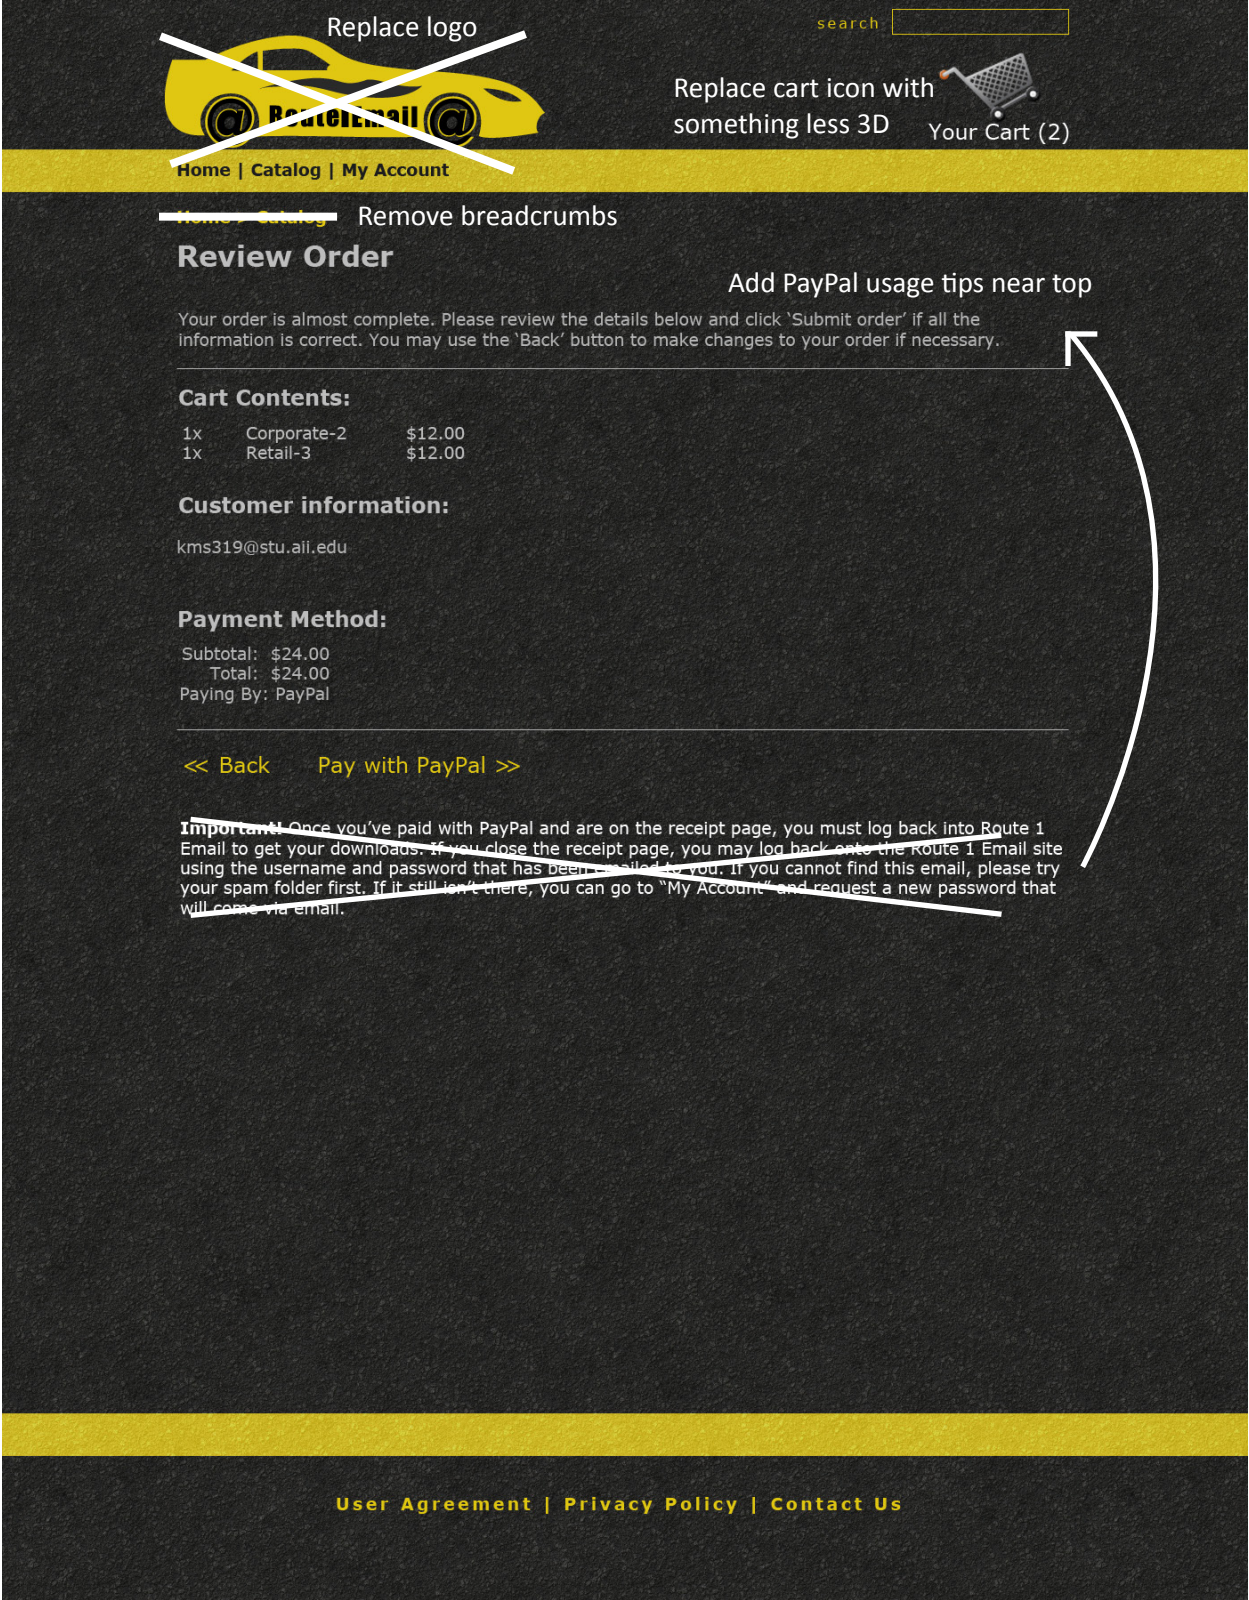 Replace logo
search
Route1Email
@ @
Replace cart icon with
something less 3D
Your Cart (2)
Home | Catalog | My Account
Home > Catalog
Remove breadcrumbs
Review Order
Add PayPal usage tips near top
Your order is almost complete. Please review the details below and click ‘Submit order’ if all the
information is correct. You may use the ‘Back’ button to make changes to your order if necessary.
Cart Contents:
1x Corporate-2 $12.00
1x Retail-3 $12.00
Customer information:
kms319@stu.aii.edu
Payment Method:
Subtotal: $24.00
Total: $24.00
Paying By: PayPal
<< Back Pay with PayPal >>
Important! Once you’ve paid with PayPal and are on the receipt page, you must log back into Route 1
Email to get your downloads. If you close the receipt page, you may log back onto the Route 1 Email site
using the username and password that has been emailed to you. If you cannot find this email, please try
your spam folder first. If it still isn’t there, you can go to “My Account” and request a new password that
will come via email.
User Agreement | Privacy Policy | Contact Us